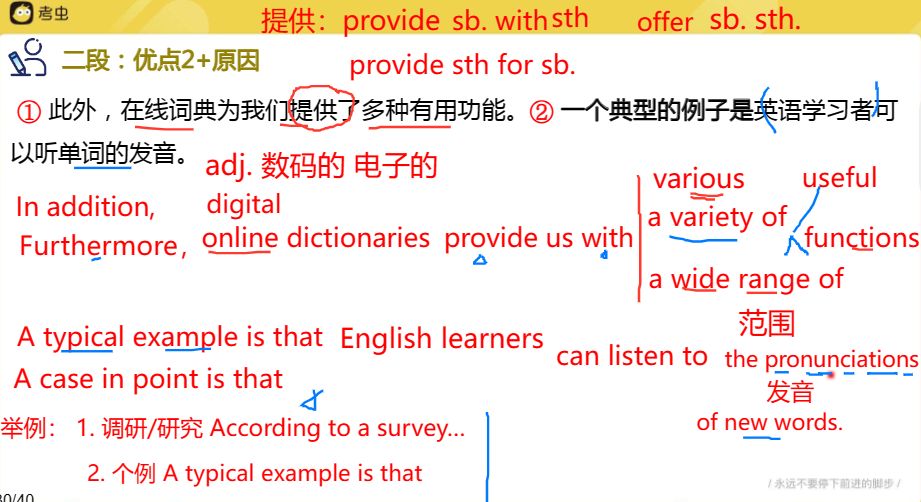 考虫
提供：provide sb. with sth offer sb. sth.
二段：优点2+原因
provide sth for sb.
① 此外，在线词典为我们提供了多种有用功能。② 一个典型的例子是英语学习者可
以听单词的发音。
adj. 数码的 电子的
various useful
In addition, digital
a variety of
Furthermore, online dictionaries provide us with functions
a wide range of
范围
A typical example is that English learners
can listen to the pronunciations
A case in point is that
发音
举例： 1. 调研/研究 According to a survey...
of new words.
2. 个例 A typical example is that
/ 永远不要停下前进的脚步 /
30/40